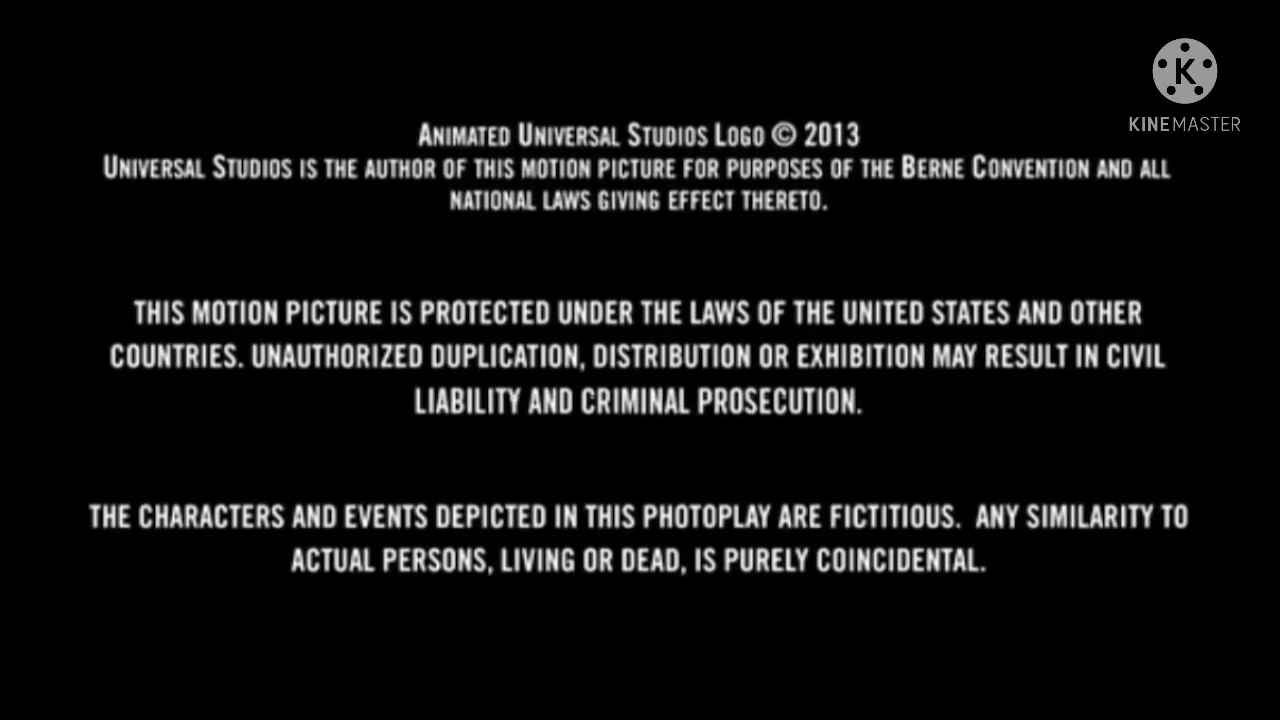 K
KINEMASTER
Animated Universal Studios Logo © 2013
Universal Studios is the author of this motion picture for purposes of the Berne Convention and all
national laws giving effect thereto.
THIS MOTION PICTURE IS PROTECTED UNDER THE LAWS OF THE UNITED STATES AND OTHER
COUNTRIES. UNAUTHORIZED DUPLICATION, DISTRIBUTION OR EXHIBITION MAY RESULT IN CIVIL
LIABILITY AND CRIMINAL PROSECUTION.
THE CHARACTERS AND EVENTS DEPICTED IN THIS PHOTOPLAY ARE FICTITIOUS. ANY SIMILARITY TO
ACTUAL PERSONS, LIVING OR DEAD, IS PURELY COINCIDENTAL.